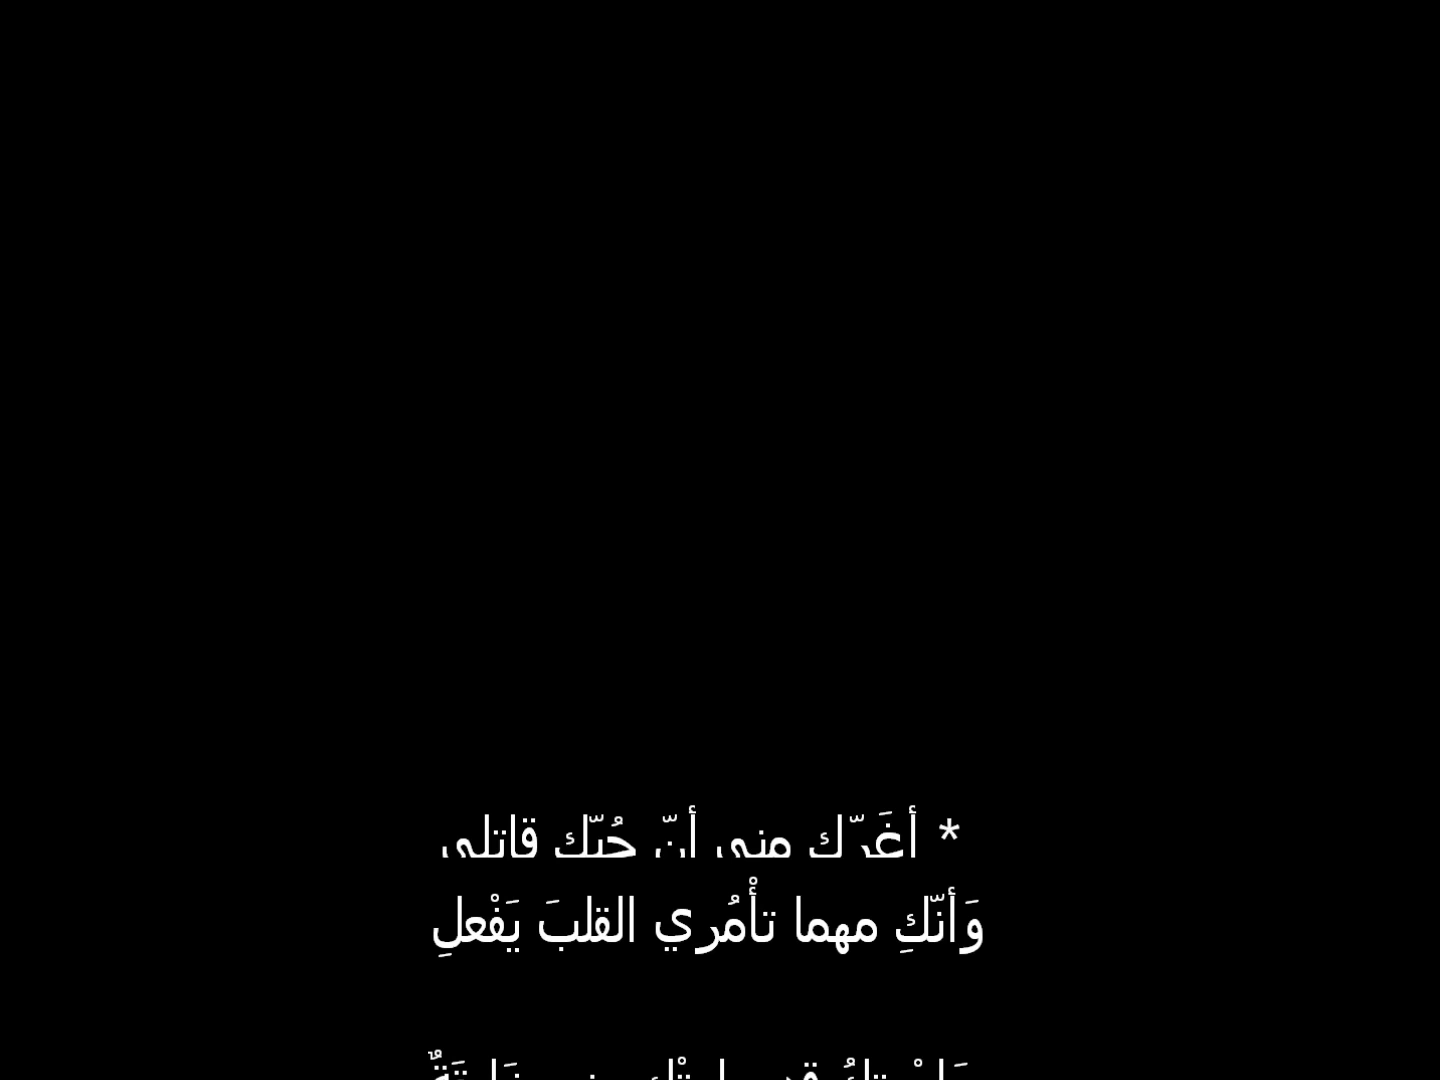 * أغَرّك مني أنّ حُبّك قاتلي
وَأنّكِ مهما تأْمُري القلبَ يَفْعلِ